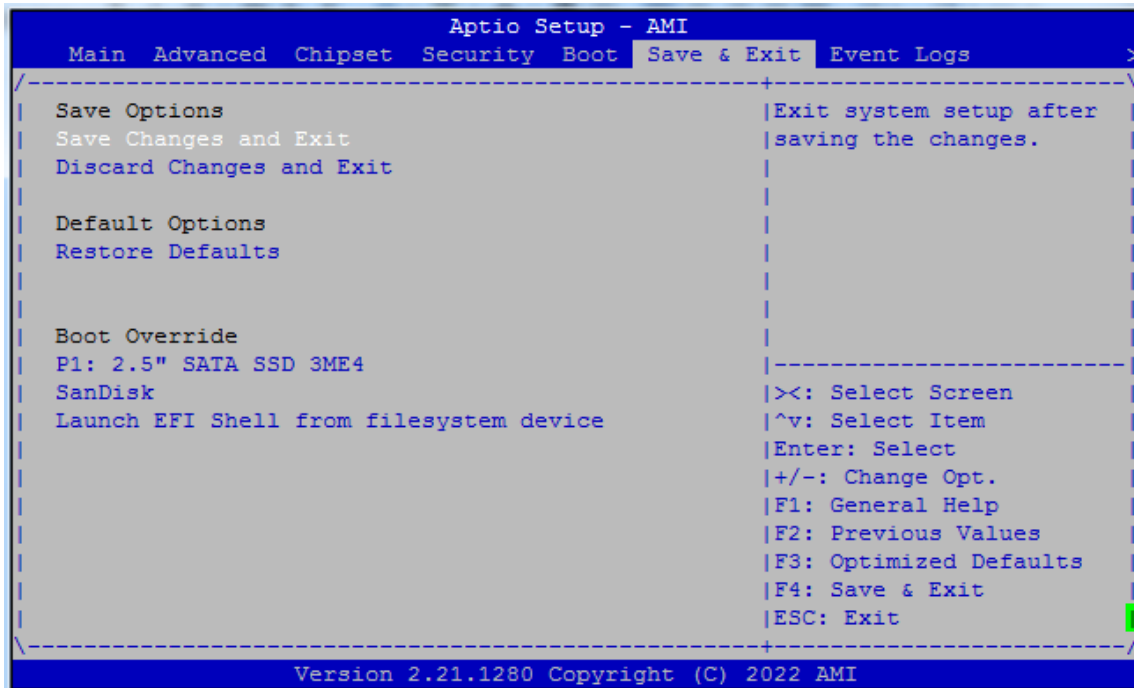 Aptio Setup - AMI
Main Advanced Chipset Security Boot Save & Exit Event Logs >
/----------------------------------------------------+--------------------------\
| Save Options |Exit system setup after |
| Save Changes and Exit |saving the changes. |
| Discard Changes and Exit | |
| | |
| Default Options | |
| Restore Defaults | |
| | |
| | |
| Boot Override | |
| P1: 2.5" SATA SSD 3ME4 |-------------------------|
| SanDisk |><: Select Screen |
| Launch EFI Shell from filesystem device |^v: Select Item |
| |Enter: Select |
| |+/-: Change Opt. |
| |F1: General Help |
| |F2: Previous Values |
| |F3: Optimized Defaults |
| |F4: Save & Exit |
| |ESC: Exit |
\----------------------------------------------------+--------------------------/
Version 2.21.1280 Copyright (C) 2022 AMI